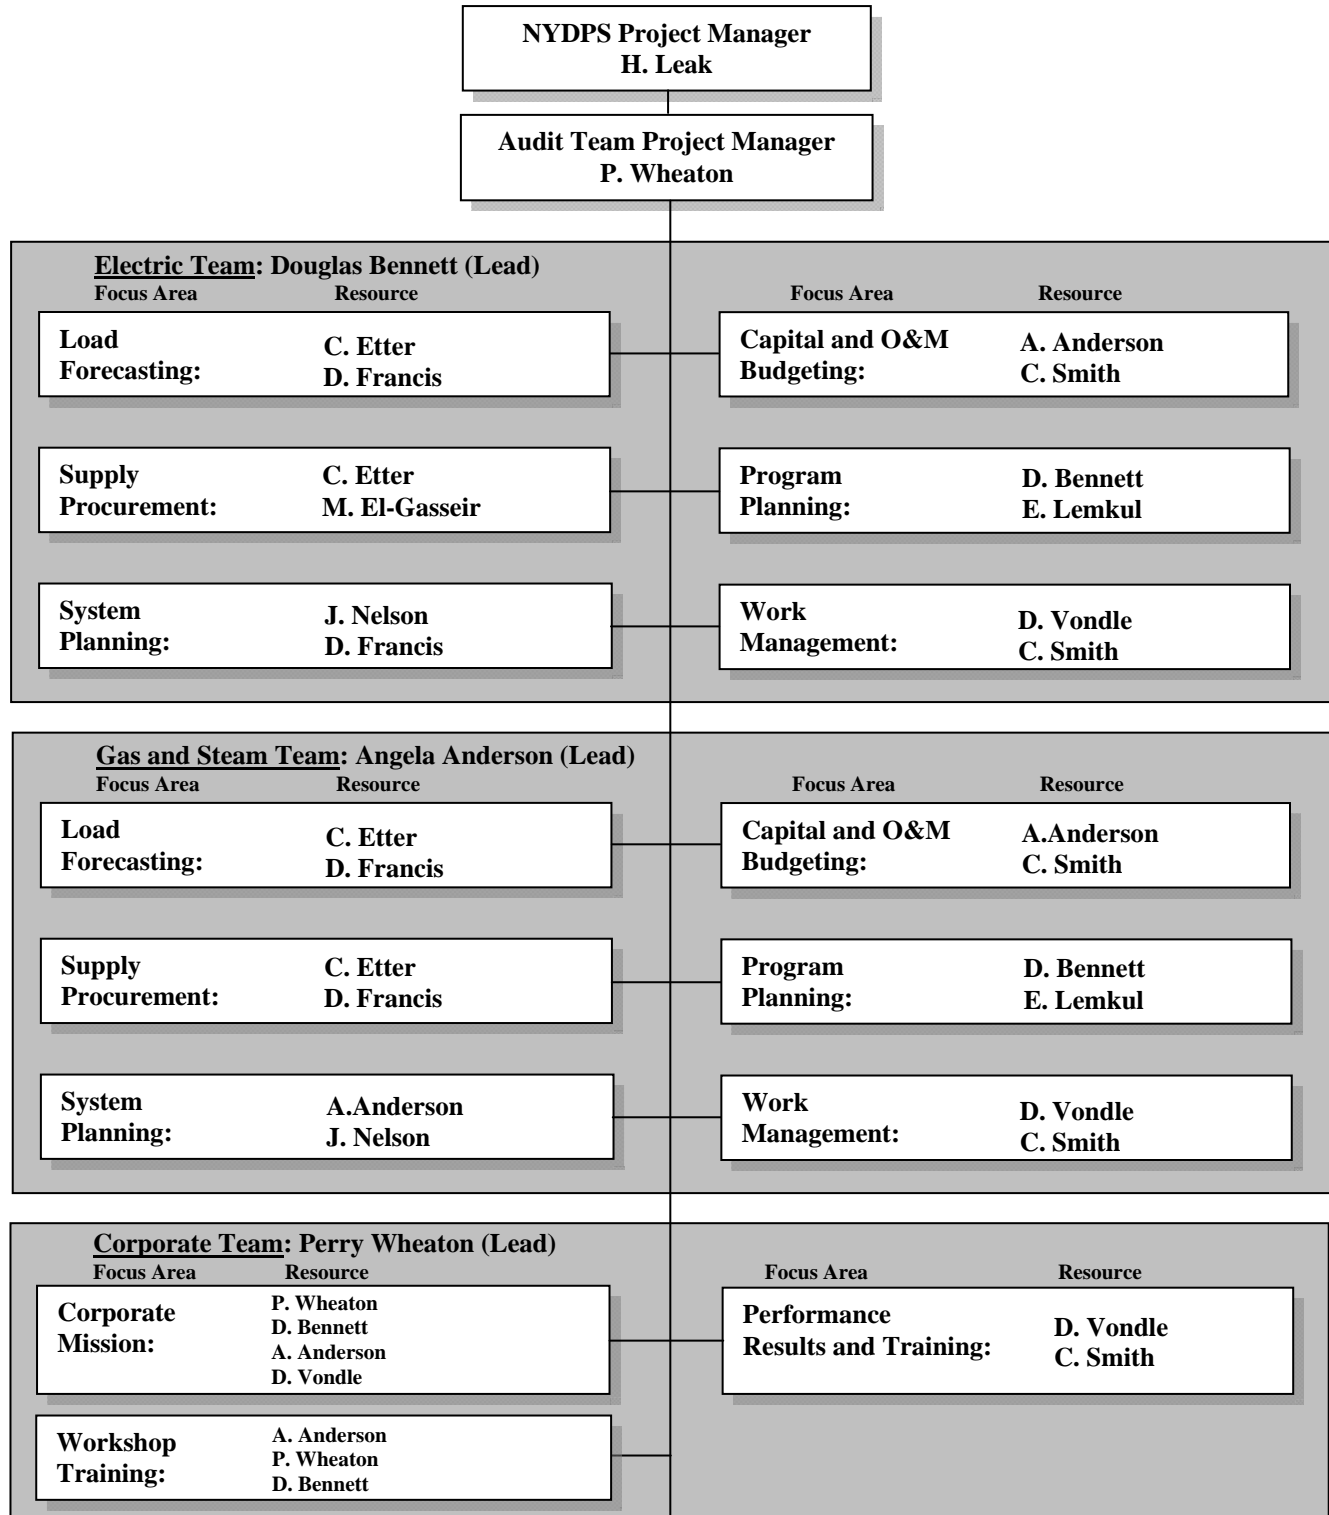 NYDPS Project Manager
H. Leak
Audit Team Project Manager
P. Wheaton
Electric Team: Douglas Bennett (Lead)
Focus Area Resource Focus Area Resource
Load
Forecasting:
C. Etter
D. Francis
Capital and O&M
Budgeting:
A. Anderson
C. Smith
Supply
Procurement:
C. Etter
M. El-Gasseir
Program
Planning:
D. Bennett
E. Lemkul
System
Planning:
J. Nelson
D. Francis
Work
Management:
D. Vondle
C. Smith
Gas and Steam Team: Angela Anderson (Lead)
Focus Area Resource Focus Area Resource
Load
Forecasting:
C. Etter
D. Francis
Capital and O&M
Budgeting:
A.Anderson
C. Smith
Supply
Procurement:
C. Etter
D. Francis
Program
Planning:
D. Bennett
E. Lemkul
System
Planning:
A.Anderson
J. Nelson
Work
Management:
D. Vondle
C. Smith
Corporate Team: Perry Wheaton (Lead)
Focus Area Resource Focus Area Resource
Corporate
Mission:
P. Wheaton
D. Bennett
A. Anderson
D. Vondle
Performance
Results and Training:
D. Vondle
C. Smith
Workshop
Training:
A. Anderson
P. Wheaton
D. Bennett